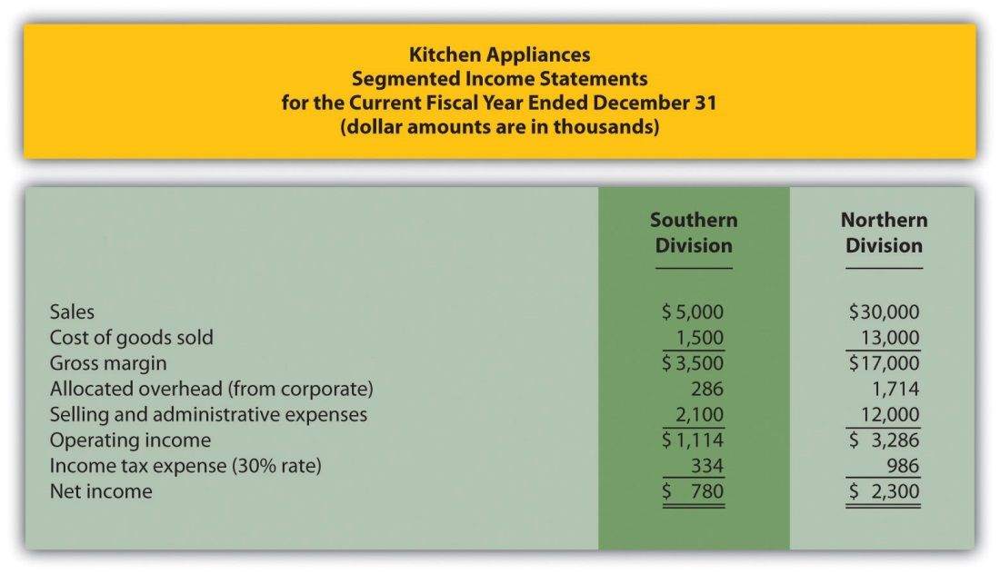 Kitchen Appliances
Segmented Income Statements
for the Current Fiscal Year Ended December 31
(dollar amounts are in thousands)
Southern Division Northern Division
Sales $ 5,000 $30,000
Cost of goods sold 1,500 13,000
Gross margin $ 3,500 $17,000
Allocated overhead (from corporate) 286 1,714
Selling and administrative expenses 2,100 12,000
Operating income $ 1,114 $ 3,286
Income tax expense (30% rate) 334 986
Net income $ 780 $ 2,300